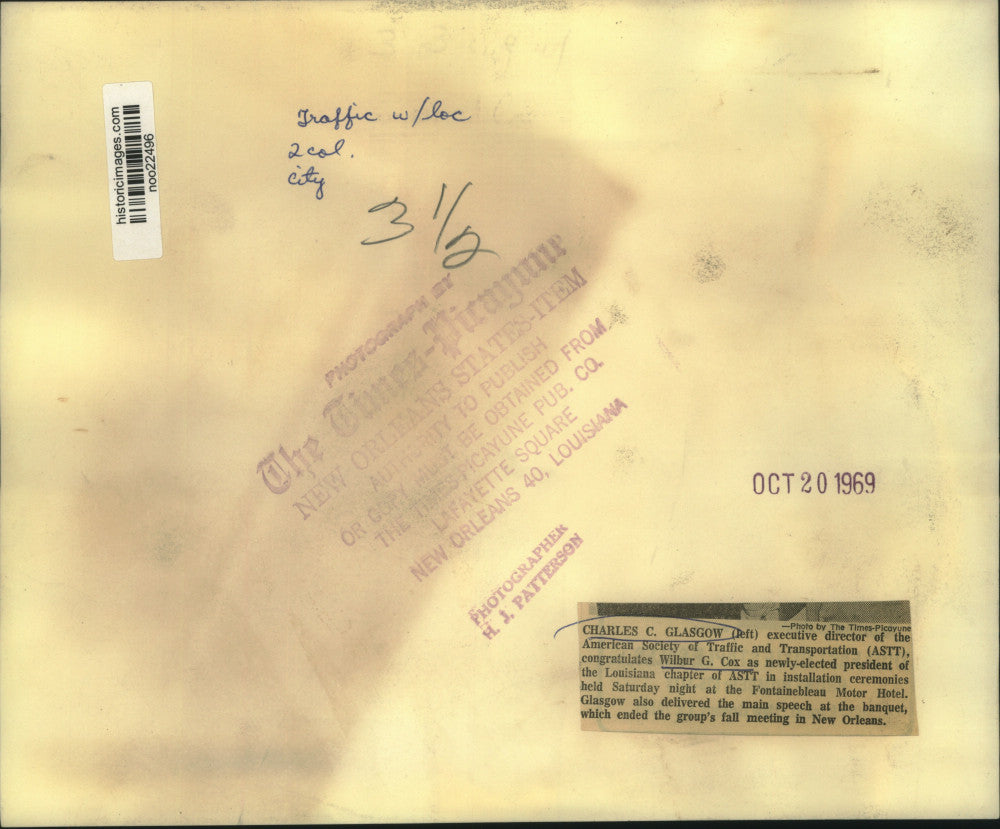 historicimages.com
noo22496
Traffic w/loc
2 col.
city
3 1/2
PHOTOGRAPH BY
The Times-Picayune
NEW ORLEANS STATES-ITEM
AUTHORITY TO PUBLISH
OR COPY MUST BE OBTAINED FROM
THE TIMES-PICAYUNE PUB. CO.
LAFAYETTE SQUARE
NEW ORLEANS 40, LOUISIANA
PHOTOGRAPHER
H. J. PATTERSON
OCT 20 1969
—Photo by The Times-Picayune
CHARLES C. GLASGOW (left) executive director of the
American Society of Traffic and Transportation (ASTT),
congratulates Wilbur G. Cox as newly-elected president of
the Louisiana chapter of ASTT in installation ceremonies
held Saturday night at the Fontainebleau Motor Hotel.
Glasgow also delivered the main speech at the banquet,
which ended the group's fall meeting in New Orleans.